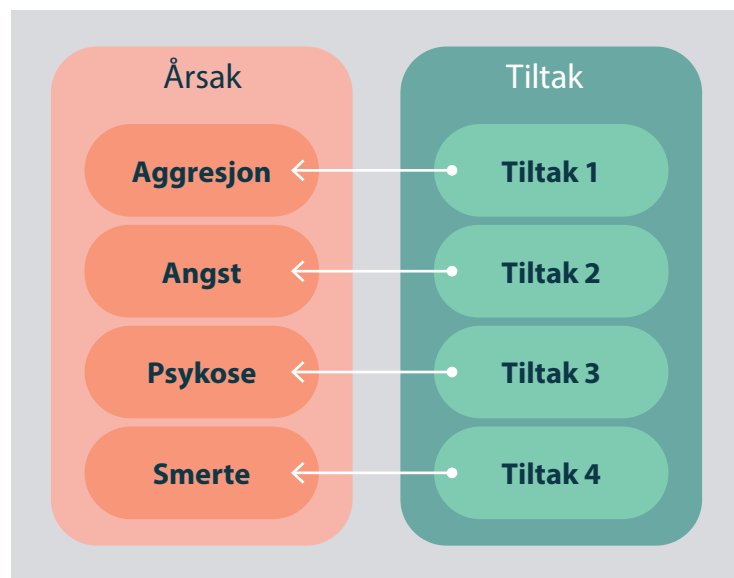 Årsak
Tiltak
Aggresjon
Tiltak 1
Angst
Tiltak 2
Psykose
Tiltak 3
Smerte
Tiltak 4